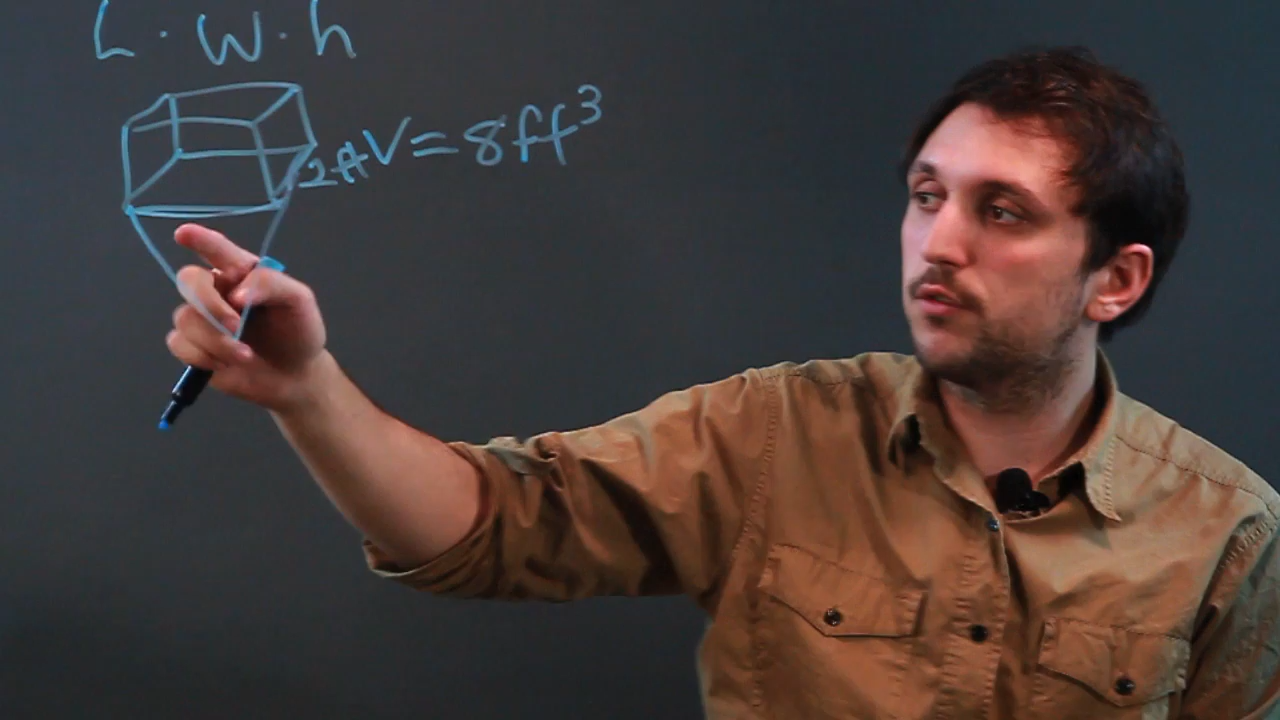 L · W · h
2ft V = 8ft³